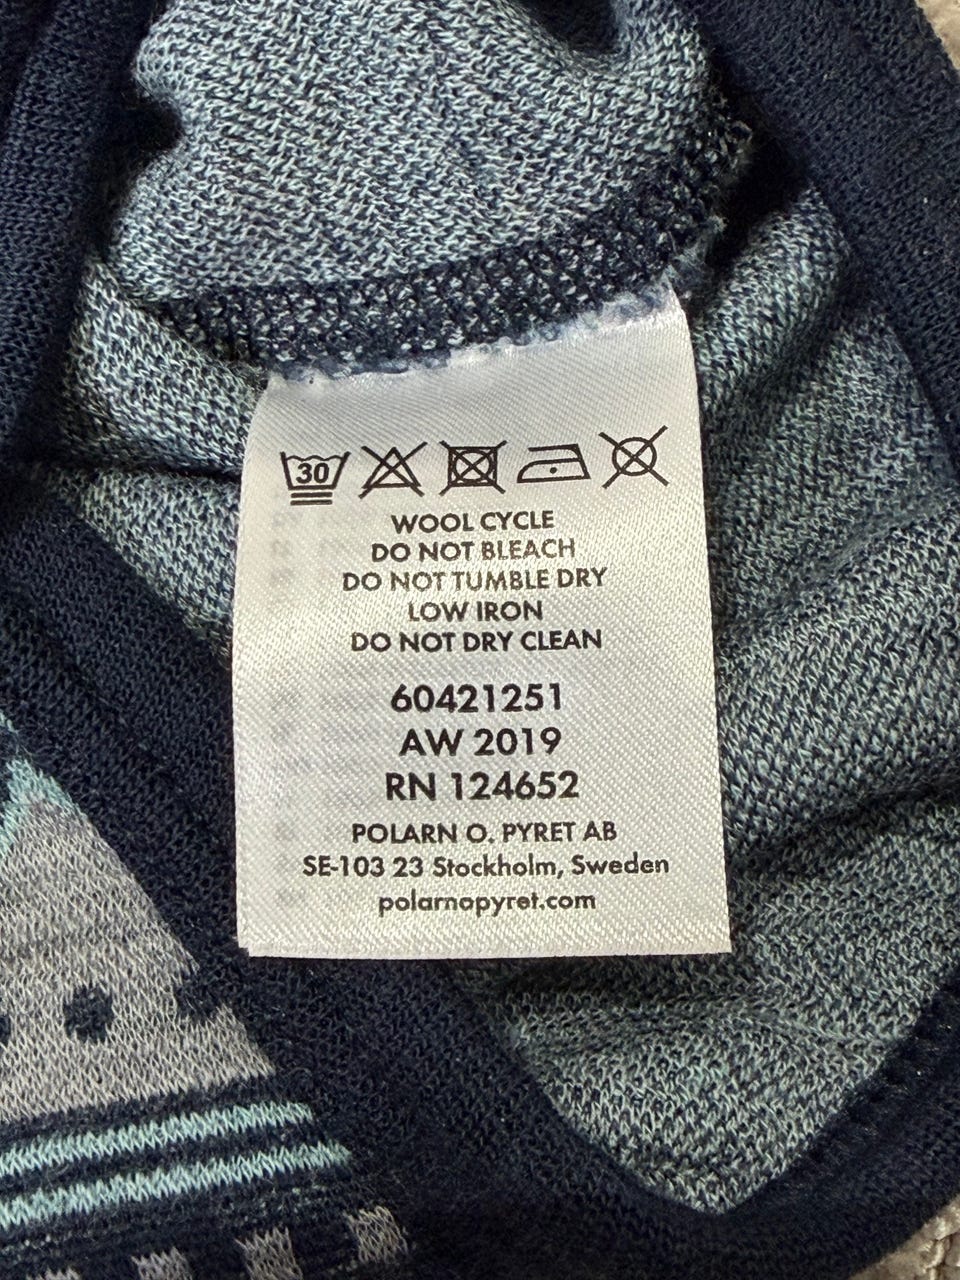 30
WOOL CYCLE
DO NOT BLEACH
DO NOT TUMBLE DRY
LOW IRON
DO NOT DRY CLEAN
60421251
AW 2019
RN 124652
POLARN O. PYRET AB
SE-103 23 Stockholm, Sweden
polarnopyret.com